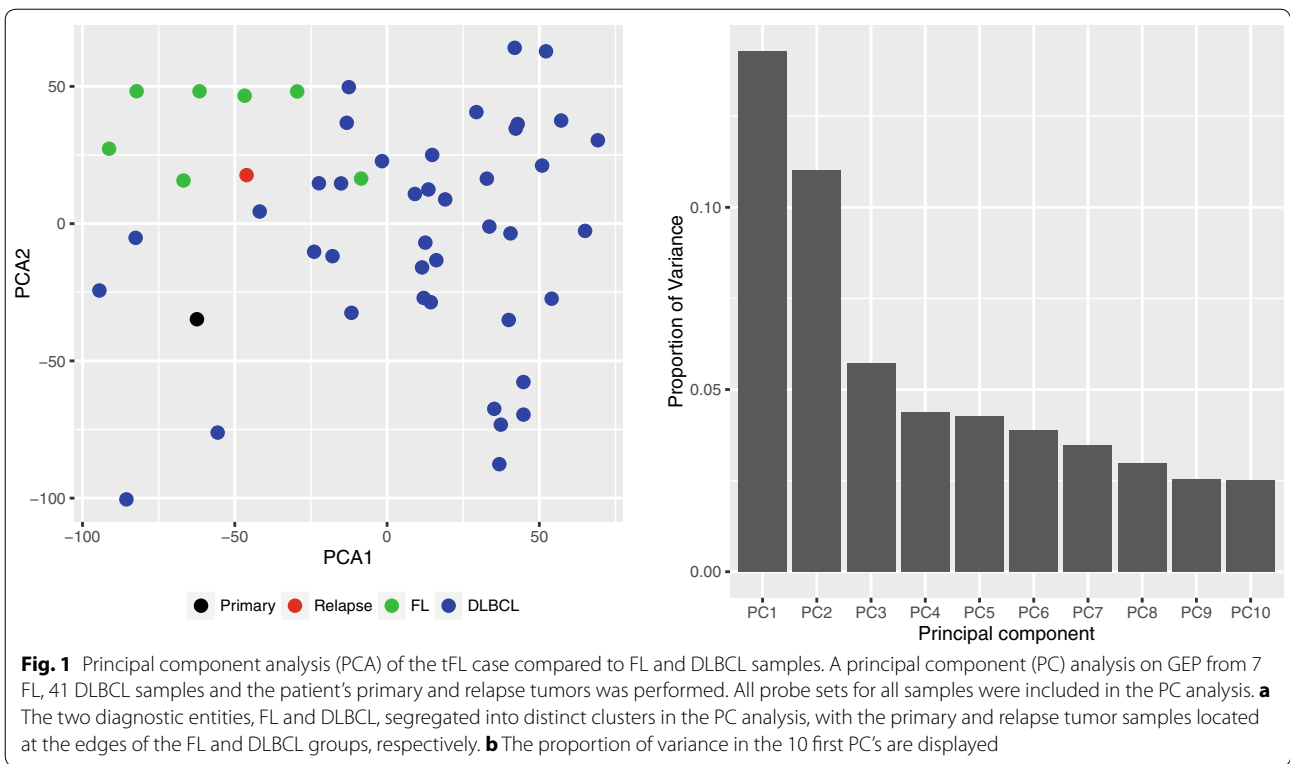 50
0
−50
−100
PCA2
−100
−50
0
50
PCA1
Primary
Relapse
FL
DLBCL
0.10
0.05
0.00
Proportion of Variance
PC1
PC2
PC3
PC4
PC5
PC6
PC7
PC8
PC9
PC10
Principal component
Fig. 1 Principal component analysis (PCA) of the tFL case compared to FL and DLBCL samples. A principal component (PC) analysis on GEP from 7
FL, 41 DLBCL samples and the patient's primary and relapse tumors was performed. All probe sets for all samples were included in the PC analysis. a
The two diagnostic entities, FL and DLBCL, segregated into distinct clusters in the PC analysis, with the primary and relapse tumor samples located
at the edges of the FL and DLBCL groups, respectively. b The proportion of variance in the 10 first PC's are displayed